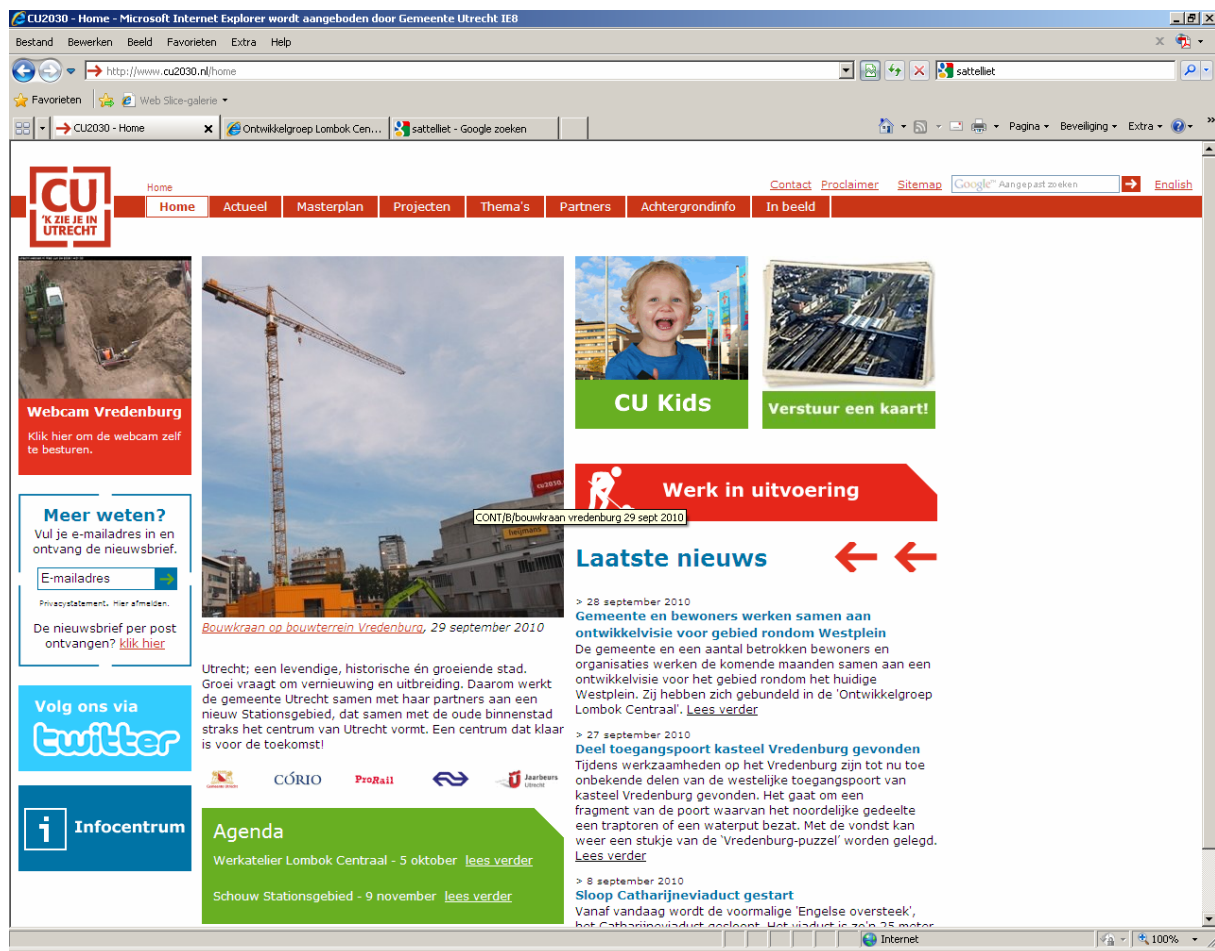 CU2030 - Home - Microsoft Internet Explorer wordt aangeboden door Gemeente Utrecht IE8
Bestand Bewerken Beeld Favorieten Extra Help
http://www.cu2030.nl/home
sattelliet
Favorieten Web Slice-galerie
CU2030 - Home
Ontwikkelgroep Lombok Cen...
sattelliet - Google zoeken
Pagina Beveiliging Extra
Home
Contact Proclaimer Sitemap
Google™ Aangepast zoeken
English
CU
'K ZIE JE IN
UTRECHT
Home Actueel Masterplan Projecten Thema's Partners Achtergrondinfo In beeld
Webcam Vredenburg
Klik hier om de webcam zelf
te besturen.
Meer weten?
Vul je e-mailadres in en
ontvang de nieuwsbrief.
E-mailadres
Privacystatement. Hier afmelden.
De nieuwsbrief per post
ontvangen? klik hier
Volg ons via
twitter
i Infocentrum
cu2030.
heijmans
CONT/B/bouwkraan vredenburg 29 sept 2010
Bouwkraan op bouwterrein Vredenburg, 29 september 2010
Utrecht; een levendige, historische én groeiende stad.
Groei vraagt om vernieuwing en uitbreiding. Daarom werkt
de gemeente Utrecht samen met haar partners aan een
nieuw Stationsgebied, dat samen met de oude binnenstad
straks het centrum van Utrecht vormt. Een centrum dat klaar
is voor de toekomst!
Gemeente Utrecht
CÓRIO
ProRail
Jaarbeurs
Utrecht
Agenda
Werkatelier Lombok Centraal - 5 oktober lees verder
Schouw Stationsgebied - 9 november lees verder
CU Kids
Verstuur een kaart!
Werk in uitvoering
Laatste nieuws
> 28 september 2010
Gemeente en bewoners werken samen aan
ontwikkelvisie voor gebied rondom Westplein
De gemeente en een aantal betrokken bewoners en
organisaties werken de komende maanden samen aan een
ontwikkelvisie voor het gebied rondom het huidige
Westplein. Zij hebben zich gebundeld in de 'Ontwikkelgroep
Lombok Centraal'. Lees verder
> 27 september 2010
Deel toegangspoort kasteel Vredenburg gevonden
Tijdens werkzaamheden op het Vredenburg zijn tot nu toe
onbekende delen van de westelijke toegangspoort van
kasteel Vredenburg gevonden. Het gaat om een
fragment van de poort waarvan het noordelijke gedeelte
een traptoren of een waterput bezat. Met de vondst kan
weer een stukje van de 'Vredenburg-puzzel' worden gelegd.
Lees verder
> 8 september 2010
Sloop Catharijneviaduct gestart
Vanaf vandaag wordt de voormalige 'Engelse oversteek',
het Catharijneviaduct gesloopt. Het viaduct is zo'n 25 meter
Internet
100%